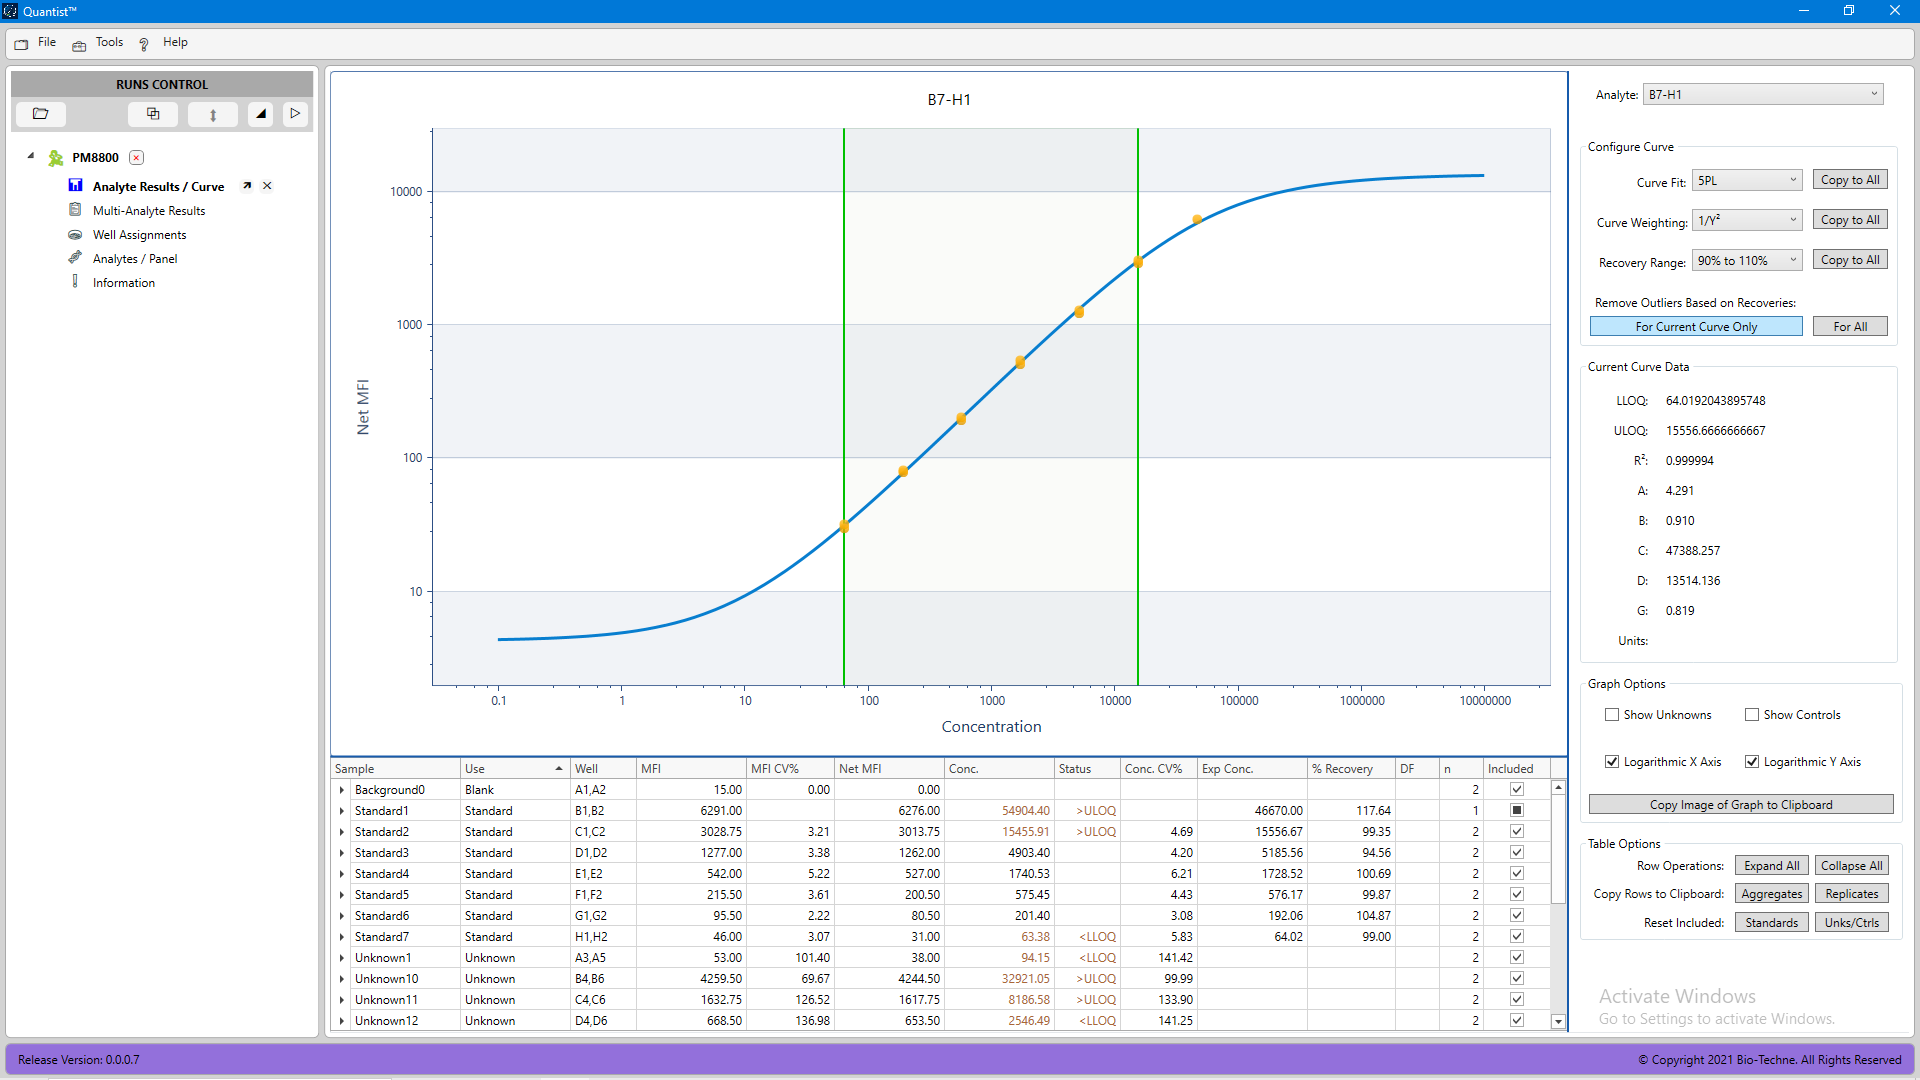 Quantist™
File Tools Help
RUNS CONTROL
PM8800
Analyte Results / Curve
Multi-Analyte Results
Well Assignments
Analytes / Panel
Information
B7-H1
10000
1000
100
10
Net MFI
0.1 1 10 100 1000 10000 100000 1000000 10000000
Concentration
Sample Use Well MFI MFI CV% Net MFI Conc. Status Conc. CV% Exp Conc. % Recovery DF n Included
Background0 Blank A1,A2 15.00 0.00 0.00 2
Standard1 Standard B1,B2 6291.00 6276.00 54904.40 >ULOQ 46670.00 117.64 1
Standard2 Standard C1,C2 3028.75 3.21 3013.75 15455.91 >ULOQ 4.69 15556.67 99.35 2
Standard3 Standard D1,D2 1277.00 3.38 1262.00 4903.40 4.20 5185.56 94.56 2
Standard4 Standard E1,E2 542.00 5.22 527.00 1740.53 6.21 1728.52 100.69 2
Standard5 Standard F1,F2 215.50 3.61 200.50 575.45 4.43 576.17 99.87 2
Standard6 Standard G1,G2 95.50 2.22 80.50 201.40 3.08 192.06 104.87 2
Standard7 Standard H1,H2 46.00 3.07 31.00 63.38 <LLOQ 5.83 64.02 99.00 2
Unknown1 Unknown A3,A5 53.00 101.40 38.00 94.15 <LLOQ 141.42 2
Unknown10 Unknown B4,B6 4259.50 69.67 4244.50 32921.05 >ULOQ 99.99 2
Unknown11 Unknown C4,C6 1632.75 126.52 1617.75 8186.58 >ULOQ 133.90 2
Unknown12 Unknown D4,D6 668.50 136.98 653.50 2546.49 <LLOQ 141.25 2
Analyte: B7-H1
Configure Curve
Curve Fit: 5PL Copy to All
Curve Weighting: 1/Y² Copy to All
Recovery Range: 90% to 110% Copy to All
Remove Outliers Based on Recoveries:
For Current Curve Only For All
Current Curve Data
LLOQ: 64.0192043895748
ULOQ: 15556.6666666667
R²: 0.999994
A: 4.291
B: 0.910
C: 47388.257
D: 13514.136
G: 0.819
Units:
Graph Options
Show Unknowns Show Controls
Logarithmic X Axis Logarithmic Y Axis
Copy Image of Graph to Clipboard
Table Options
Row Operations: Expand All Collapse All
Copy Rows to Clipboard: Aggregates Replicates
Reset Included: Standards Unks/Ctrls
Activate Windows
Go to Settings to activate Windows.
Release Version: 0.0.0.7
© Copyright 2021 Bio-Techne. All Rights Reserved